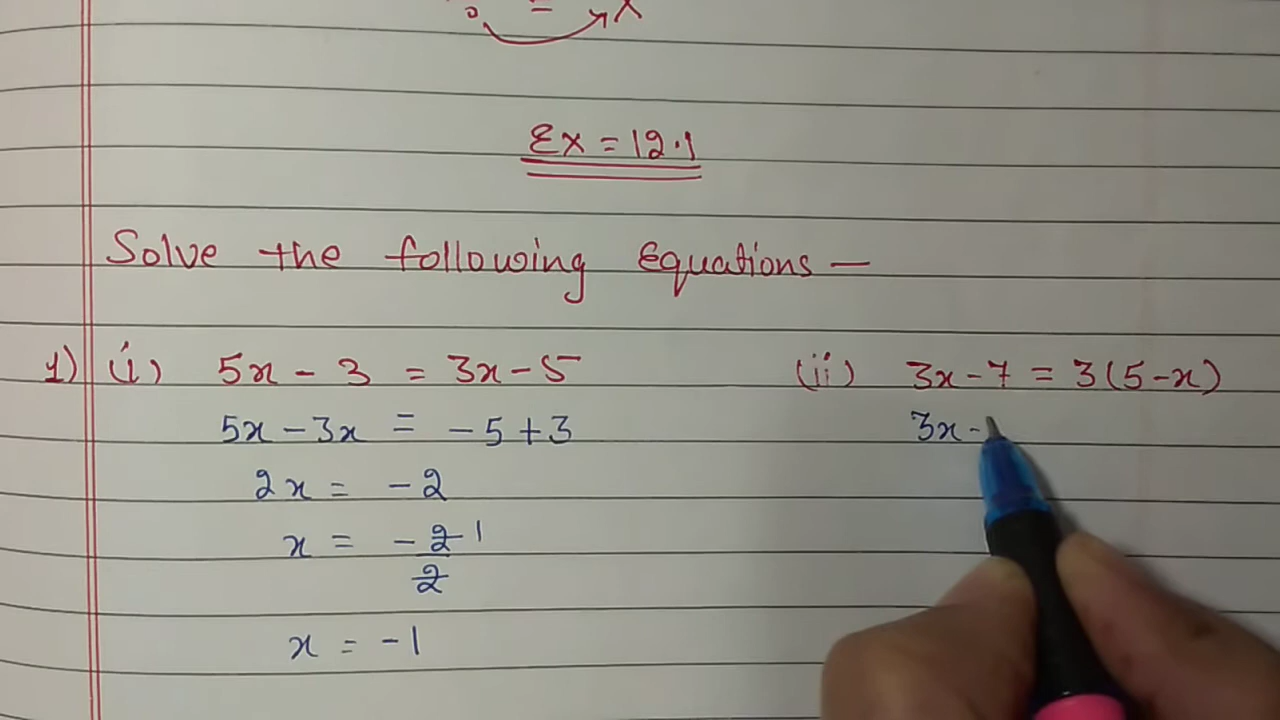 Ex = 12.1
Solve the following Equations —
1) (i) 5x - 3 = 3x - 5
5x - 3x = -5 + 3
2x = -2
x = -2 1
2
x = -1
(ii) 3x - 7 = 3(5 - x)
3x -